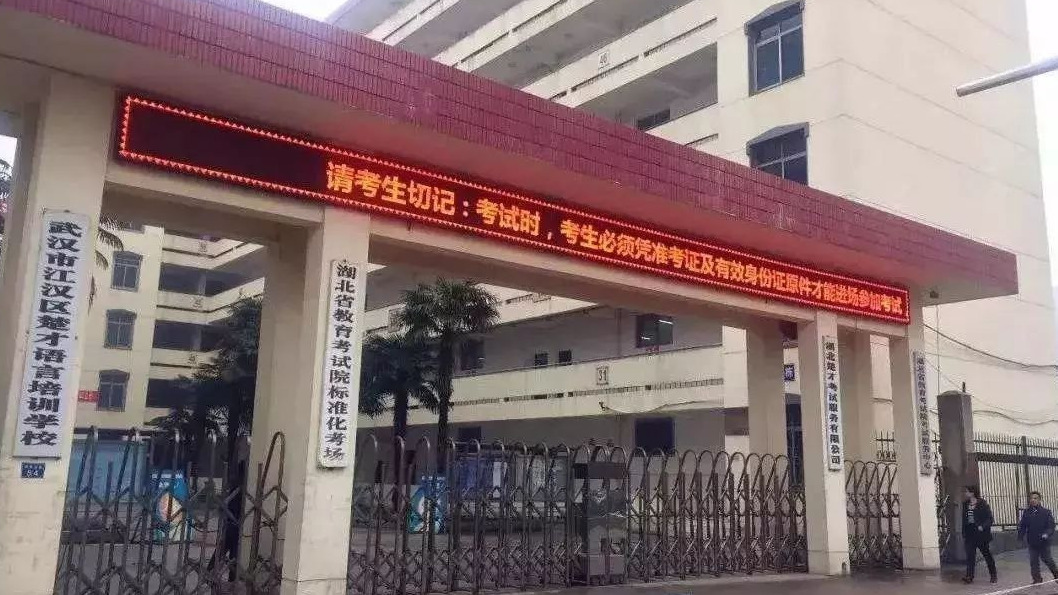 请考生切记：考试时，考生必须凭准考证及有效身份证原件才能进场参加考试
武汉市江汉区楚才语言培训学校
湖北省教育考试院标准化考场
湖北楚才考试服务有限公司
31